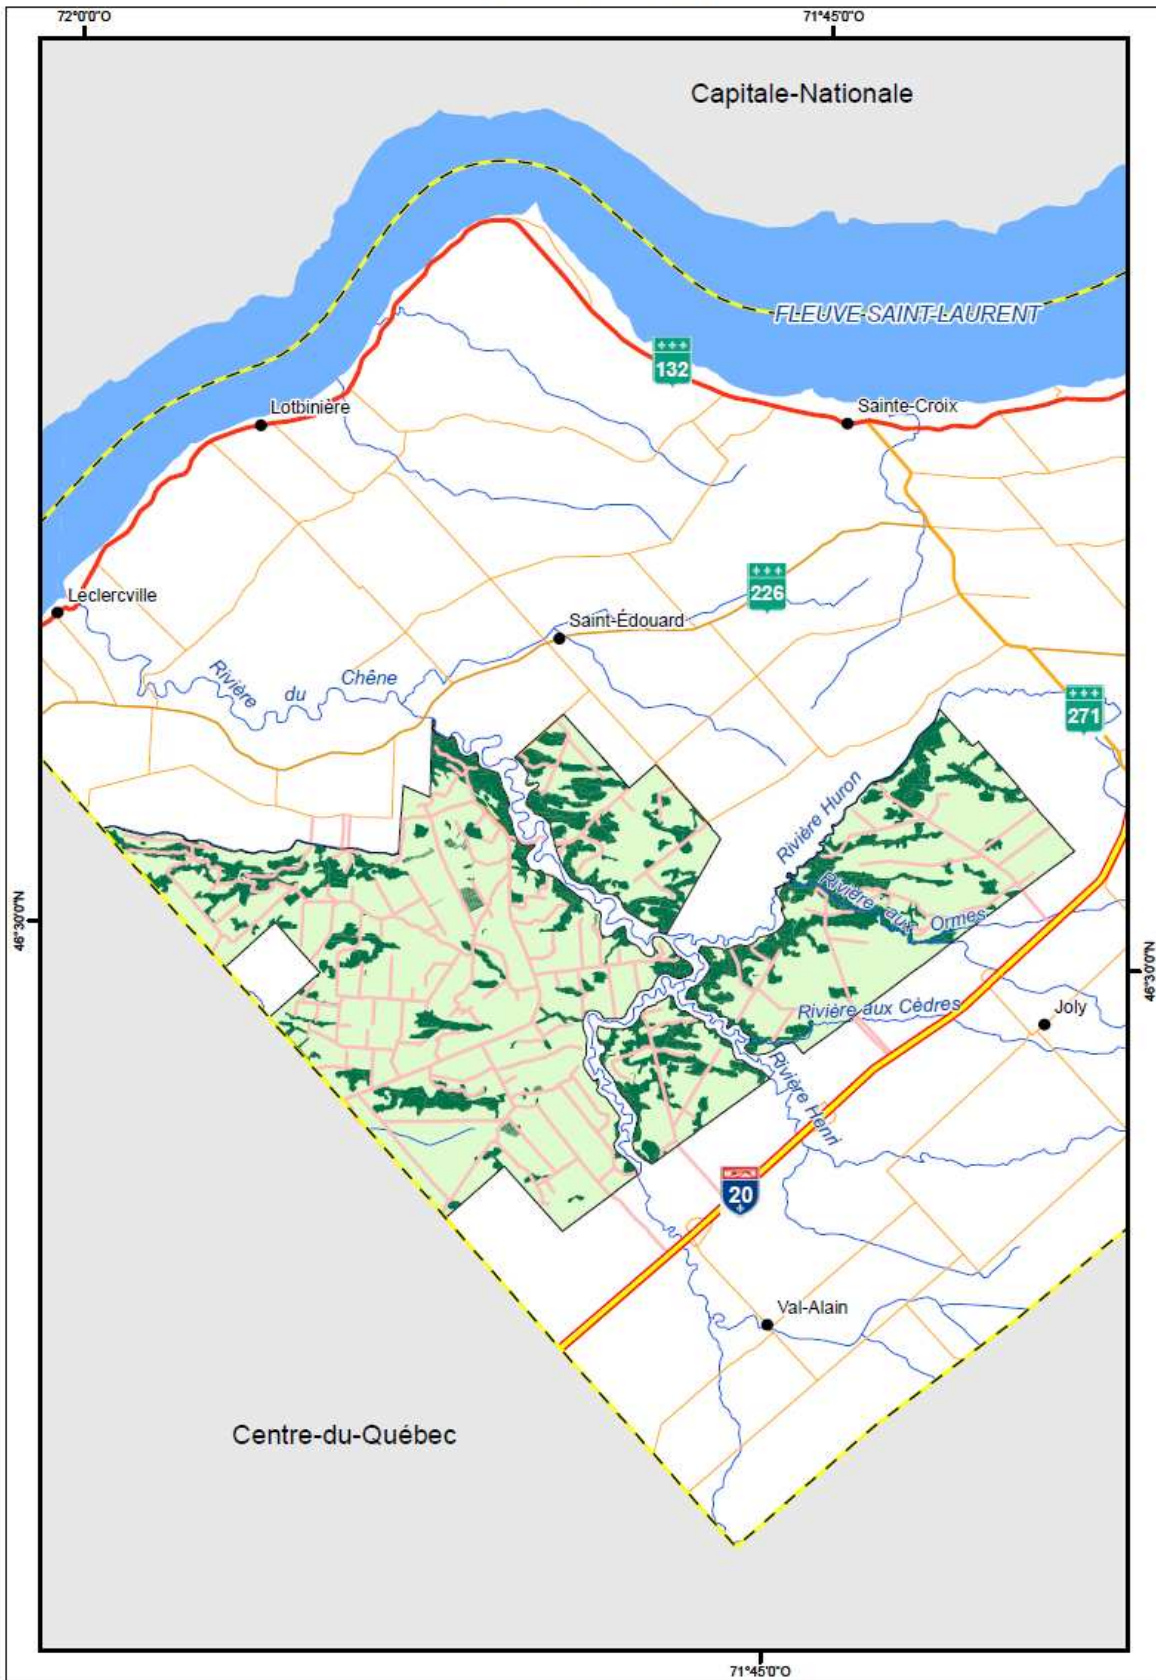 72°0'0"O
71°45'0"O
Capitale-Nationale
FLEUVE-SAINT-LAURENT
132
Lotbinière
Sainte-Croix
226
Leclercville
Saint-Édouard
Rivière du Chêne
271
Rivière Huron
Rivière aux Ormes
46°30'0"N
46°30'0"N
Rivière aux Cèdres
Joly
Rivière Henri
20
Val-Alain
Centre-du-Québec
71°45'0"O